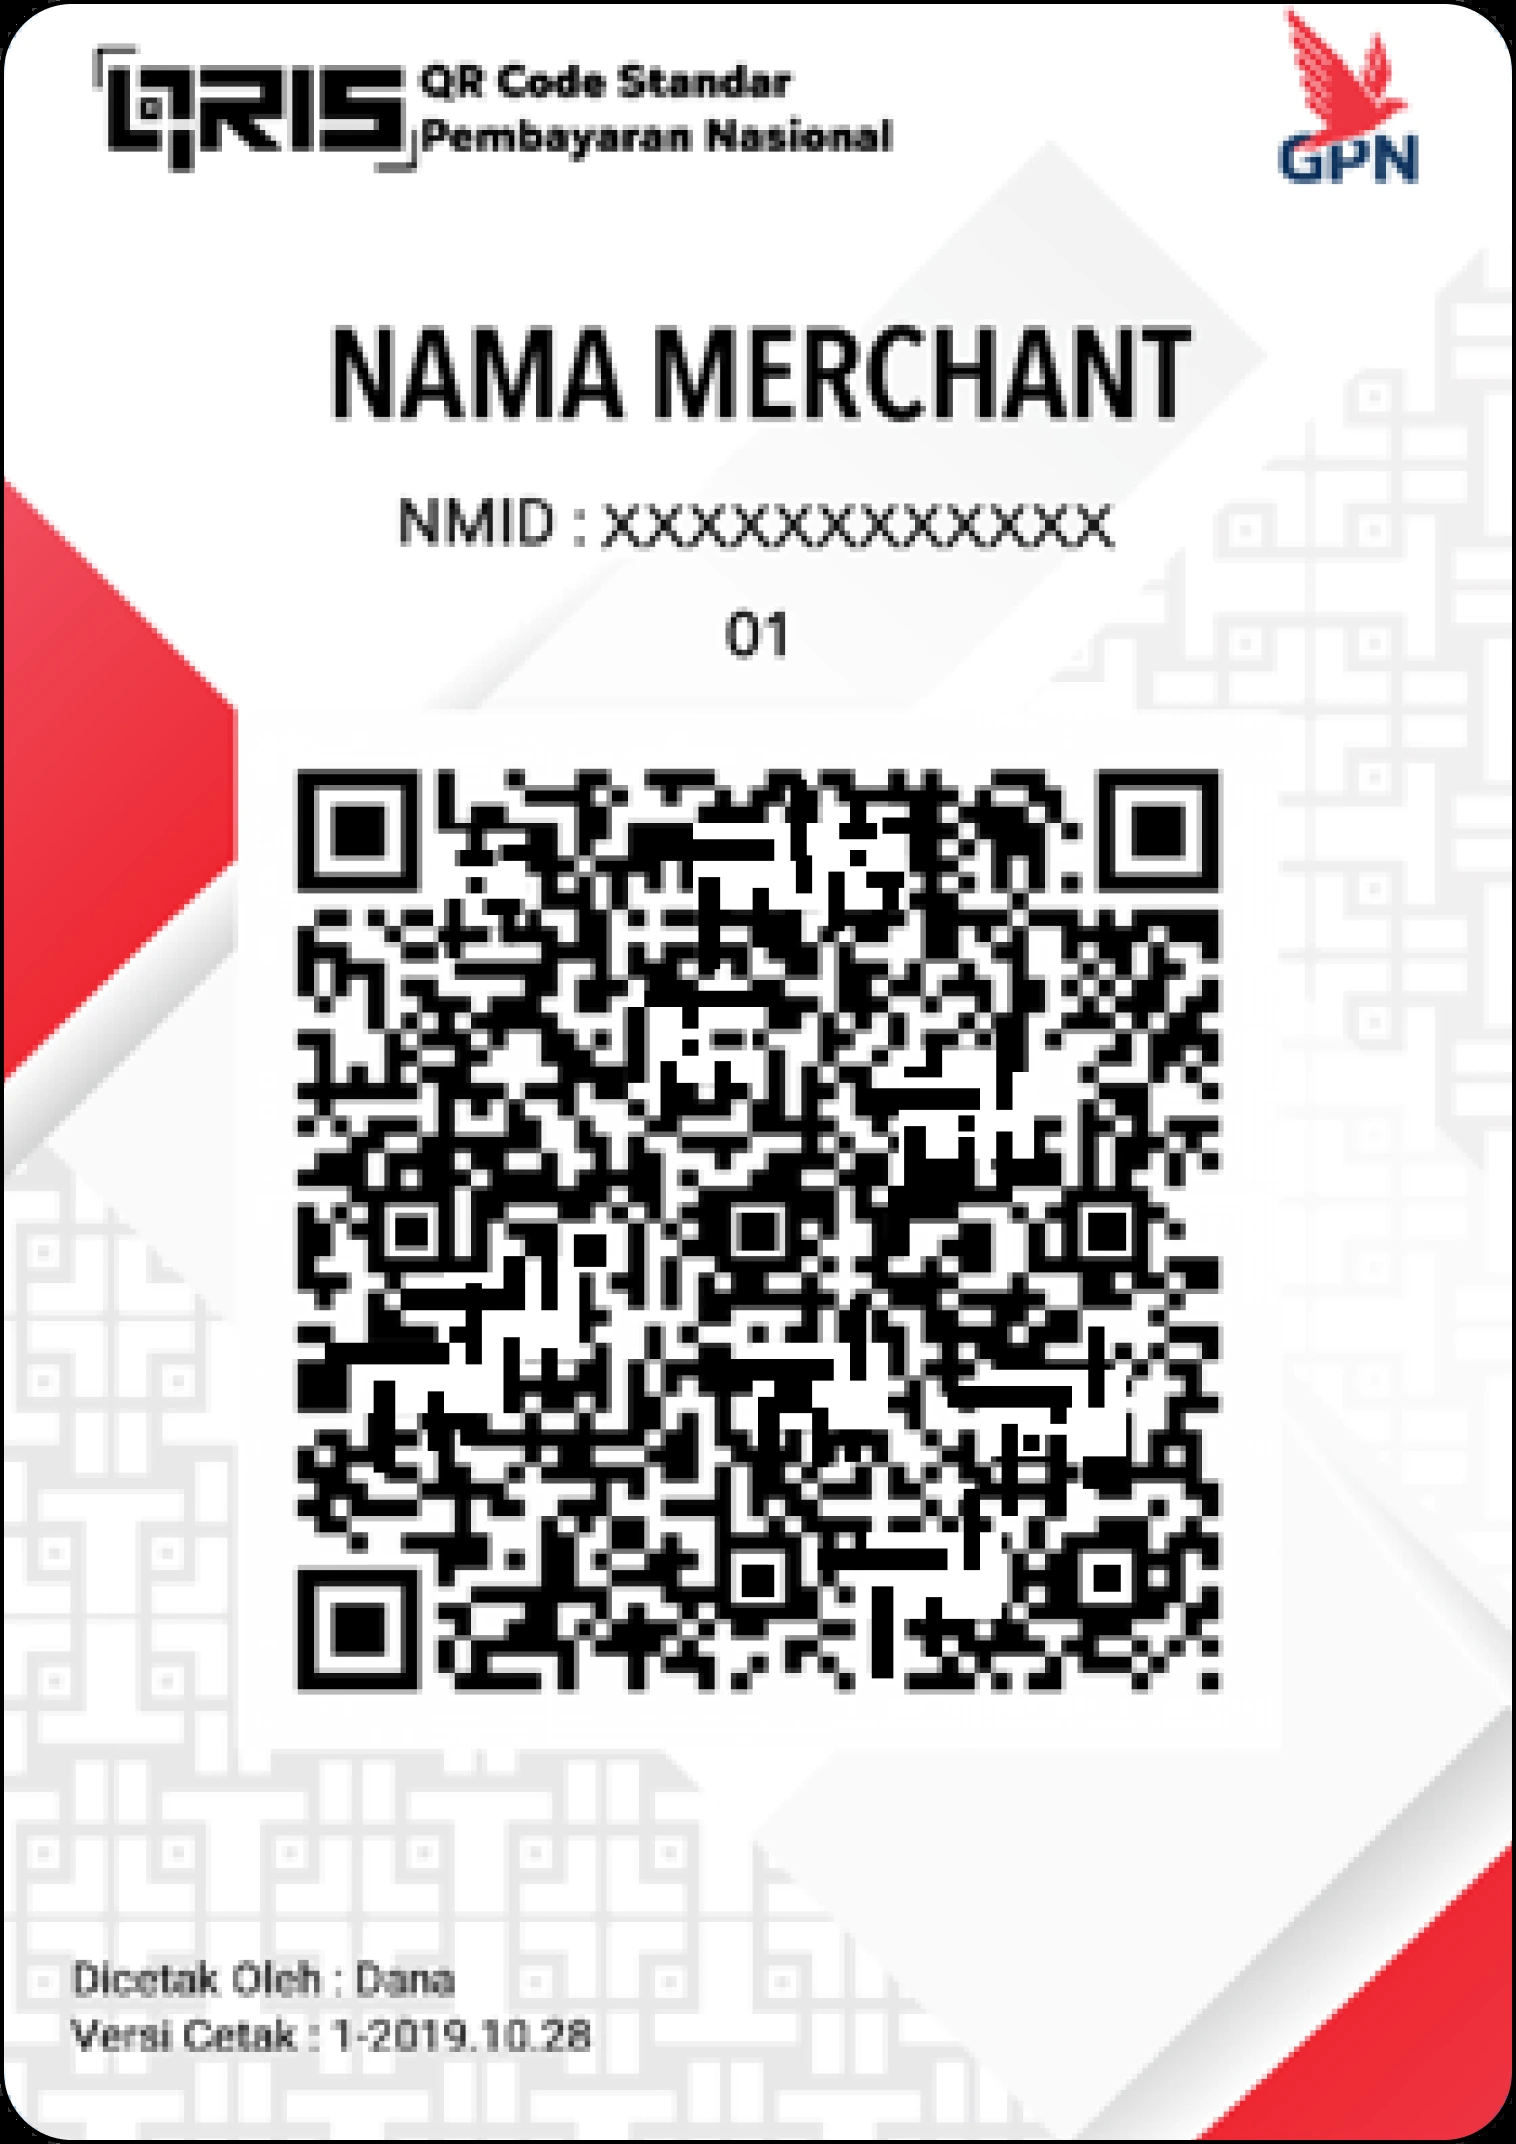 QRIS
QR Code Standar
Pembayaran Nasional
GPN
NAMA MERCHANT
NMID : XXXXXXXXXXXX
01
Dicetak Oleh : Dana
Versi Cetak : 1-2019.10.28